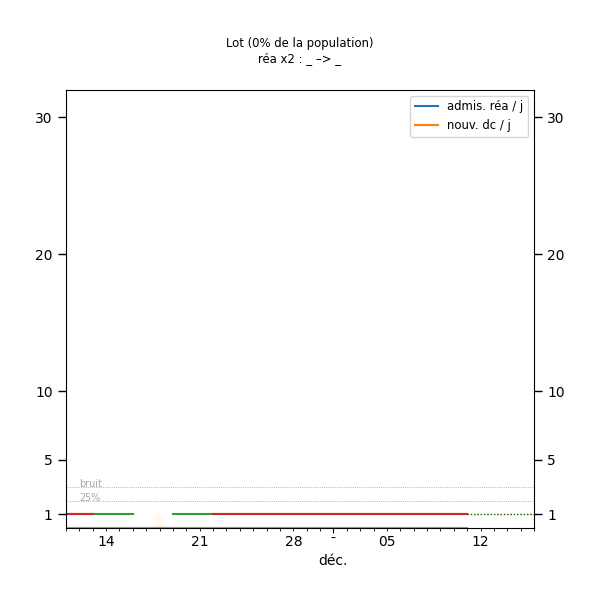 Lot (0% de la population)
réa x2 : _ –> _
admis. réa / j
nouv. dc / j
30 30
20 20
10 10
5 5
bruit
25%
1 1
14 21 28 - 05 12
déc.